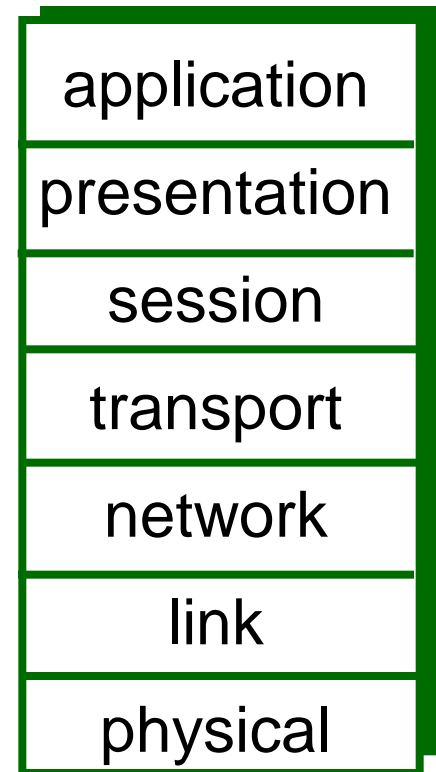 application
presentation
session
transport
network
link
physical